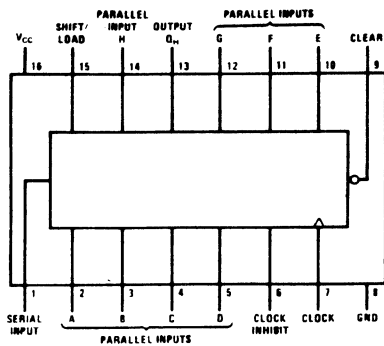 PARALLEL PARALLEL INPUTS
SHIFT/ INPUT OUTPUT
VCC LOAD H QH G F E CLEAR
16 15 14 13 12 11 10 9
1 2 3 4 5 6 7 8
SERIAL A B C D CLOCK CLOCK GND
INPUT INHIBIT
PARALLEL INPUTS